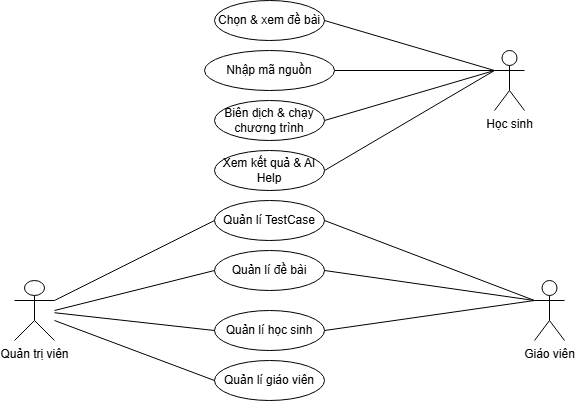 Chọn & xem đề bài
Nhập mã nguồn
Biên dịch & chạy
chương trình
Học sinh
Xem kết quả & AI
Help
Quản lí TestCase
Quản lí đề bài
Quản lí học sinh
Quản trị viên
Giáo viên
Quản lí giáo viên